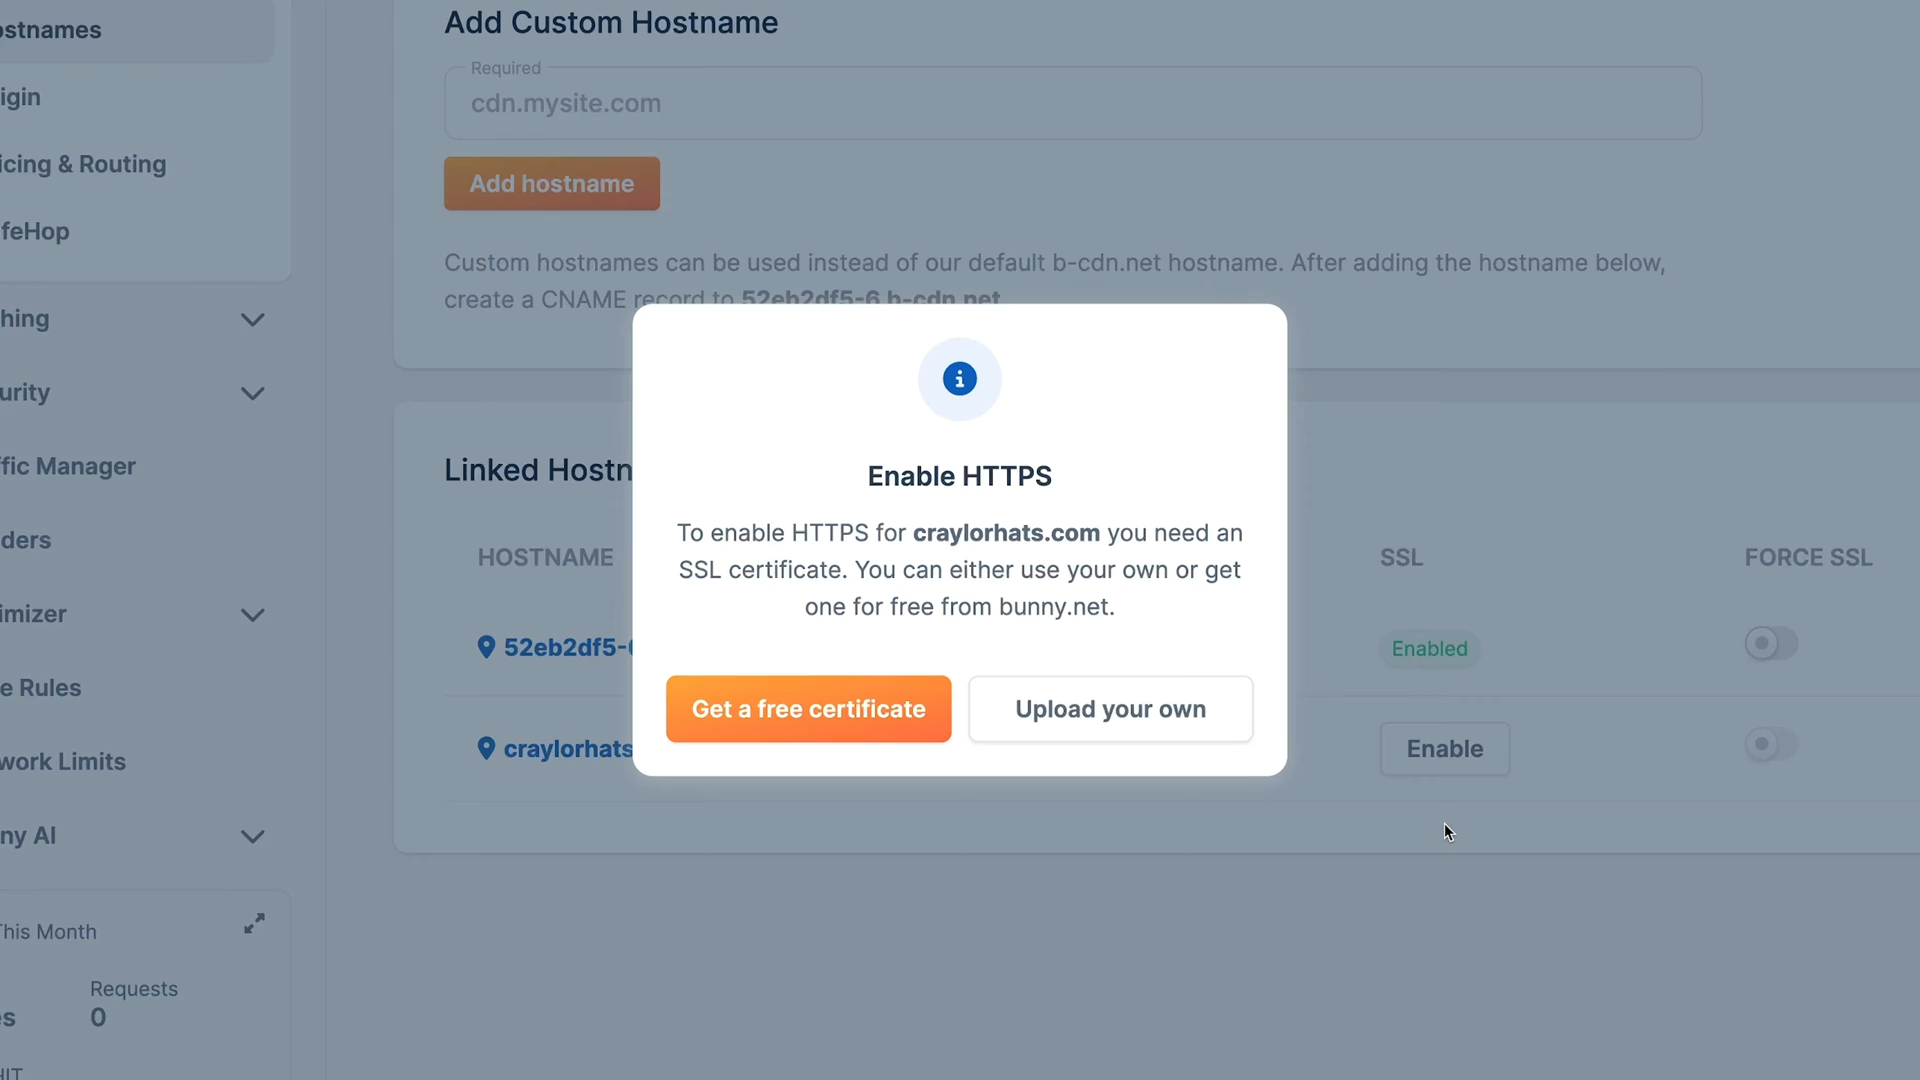 Add Custom Hostname
Required
cdn.mysite.com
Add hostname
Custom hostnames can be used instead of our default b-cdn.net hostname. After adding the hostname below,
create a CNAME record to 52eb2df5-6.b-cdn.net
ostnames
igin
icing & Routing
feHop
hing
urity
ffic Manager
ders
imizer
e Rules
work Limits
ny AI
This Month
Requests
es
0
HIT
Enable HTTPS
To enable HTTPS for craylorhats.com you need an
SSL certificate. You can either use your own or get
one for free from bunny.net.
Get a free certificate
Upload your own
Linked Hostn
HOSTNAME
SSL
FORCE SSL
52eb2df5-
Enabled
craylorhats
Enable